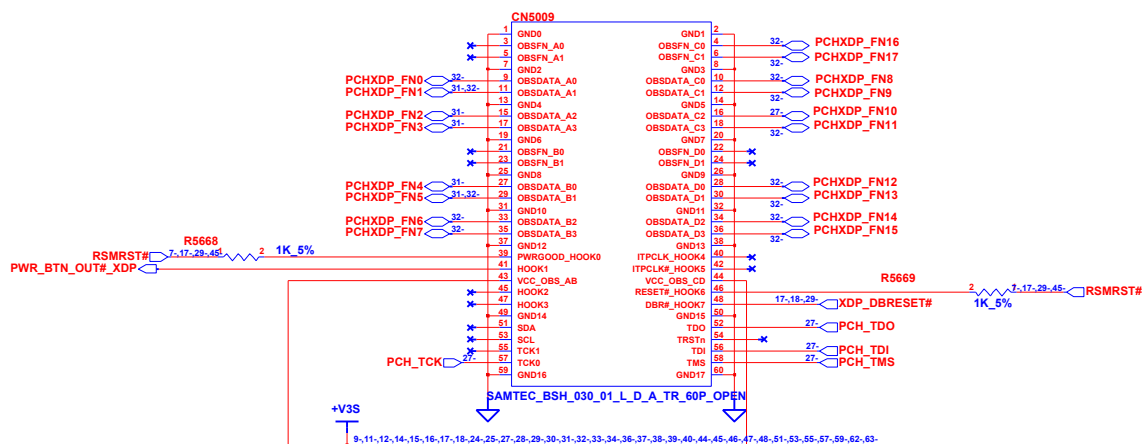 CN5009
1 GND0 GND1 2
3 OBSFN_A0 OBSFN_C0 4 32- PCHXDP_FN16
5 OBSFN_A1 OBSFN_C1 6 32- PCHXDP_FN17
7 GND2 GND3 8
PCHXDP_FN0 32- 9 OBSDATA_A0 OBSDATA_C0 10 32- PCHXDP_FN8
PCHXDP_FN1 31-,32- 11 OBSDATA_A1 OBSDATA_C1 12 32- PCHXDP_FN9
13 GND4 GND5 14
PCHXDP_FN2 31- 15 OBSDATA_A2 OBSDATA_C2 16 27- PCHXDP_FN10
PCHXDP_FN3 31- 17 OBSDATA_A3 OBSDATA_C3 18 32- PCHXDP_FN11
19 GND6 GND7 20
21 OBSFN_B0 OBSFN_D0 22
23 OBSFN_B1 OBSFN_D1 24
25 GND8 GND9 26
PCHXDP_FN4 31- 27 OBSDATA_B0 OBSDATA_D0 28 32- PCHXDP_FN12
PCHXDP_FN5 31-,32- 29 OBSDATA_B1 OBSDATA_D1 30 32- PCHXDP_FN13
31 GND10 GND11 32
PCHXDP_FN6 32- 33 OBSDATA_B2 OBSDATA_D2 34 32- PCHXDP_FN14
PCHXDP_FN7 32- 35 OBSDATA_B3 OBSDATA_D3 36 32- PCHXDP_FN15
37 GND12 GND13 38
R5668
RSMRST# 7-,17-,29-,45- 1 2 1K_5% 39 PWRGOOD_HOOK0 ITPCLK_HOOK4 40
PWR_BTN_OUT#_XDP 41 HOOK1 ITPCLK#_HOOK5 42
43 VCC_OBS_AB VCC_OBS_CD 44
R5669
45 HOOK2 RESET#_HOOK6 46 2 1 7-,17-,29-,45- RSMRST#
1K_5%
47 HOOK3 DBR#_HOOK7 48 17-,18-,29- XDP_DBRESET#
49 GND14 GND15 50
51 SDA TDO 52 27- PCH_TDO
53 SCL TRSTn 54
55 TCK1 TDI 56 27- PCH_TDI
PCH_TCK 27- 57 TCK0 TMS 58 27- PCH_TMS
59 GND16 GND17 60
SAMTEC_BSH_030_01_L_D_A_TR_60P_OPEN
+V3S
9-,11-,12-,14-,15-,16-,17-,18-,24-,25-,27-,28-,29-,30-,31-,32-,33-,34-,36-,37-,38-,39-,40-,44-,45-,46-,47-,48-,51-,53-,55-,57-,59-,62-,63-